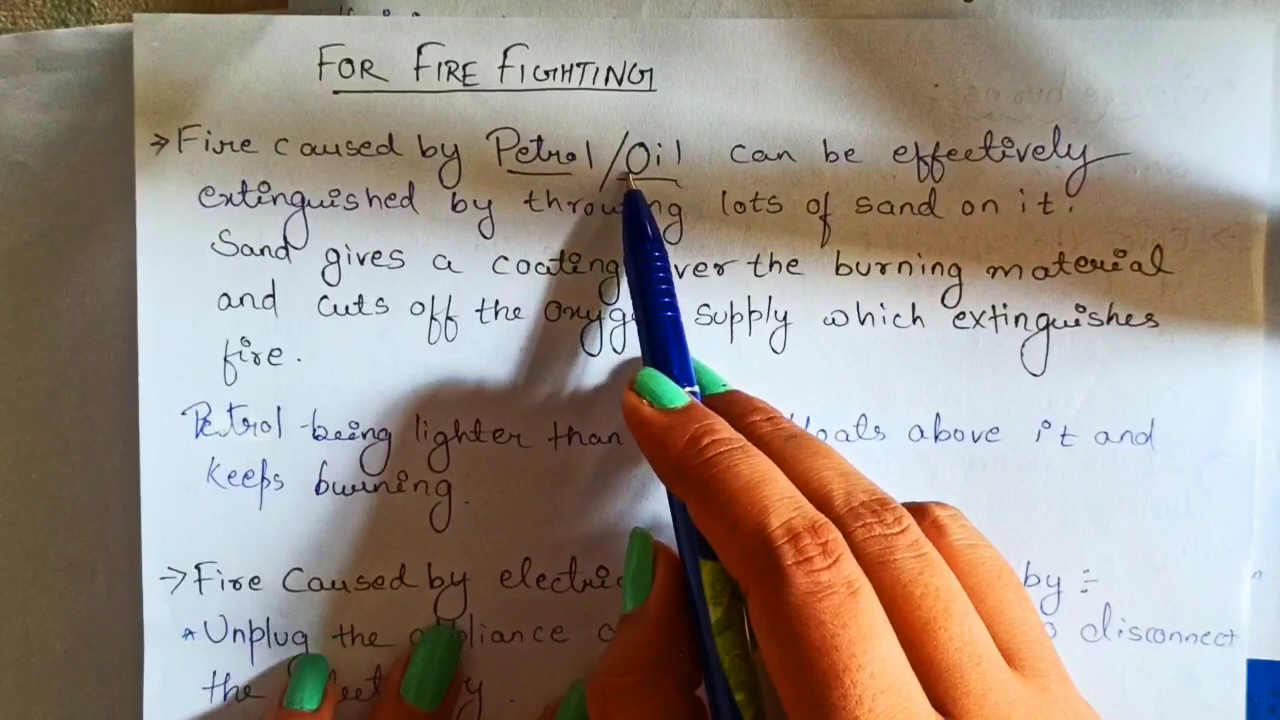 FOR FIRE FIGHTING
→ Fire caused by Petrol / Oil can be effectively
extinguished by throwing lots of sand on it.
Sand gives a coating over the burning material
and cuts off the oxygen supply which extinguishes
fire.
Petrol being lighter than floats above it and
keeps burning.
→ Fire Caused by electric by :-
* Unplug the appliance disconnect
the